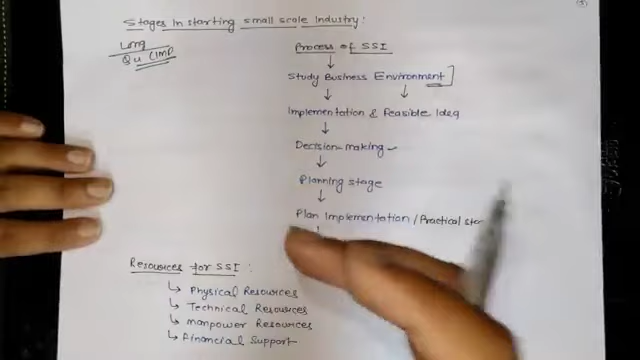 Stages in starting small scale Industry:
Long
Qu (IMP
Process of SSI
Study Business Environment
Implementation & Feasible Idea
Decision-making
Planning stage
Plan Implementation / Practical
Resources for SSI:
Physical Resources
Technical Resources
manpower Resources
Financial Support